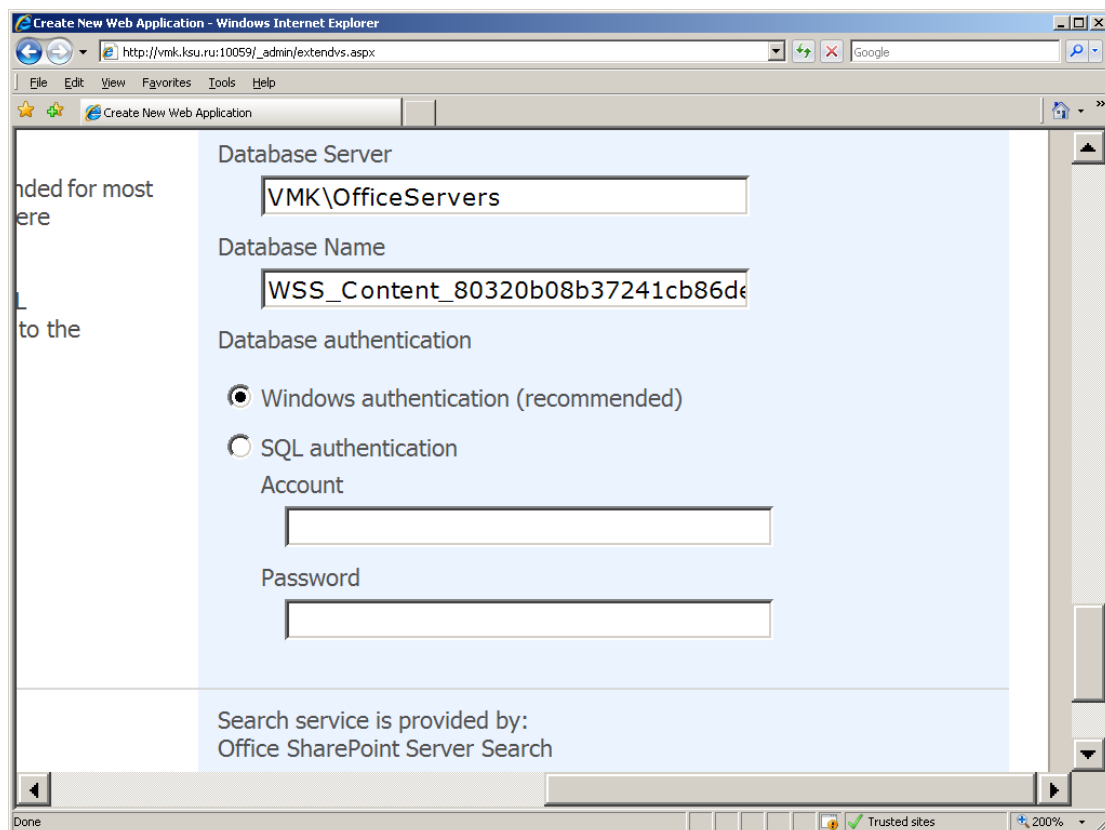 Create New Web Application - Windows Internet Explorer
http://vmk.ksu.ru:10059/_admin/extendvs.aspx
Google
File Edit View Favorites Tools Help
Create New Web Application
Database Server
nded for most
VMK\OfficeServers
ere
Database Name
WSS_Content_80320b08b37241cb86de
L
to the
Database authentication
Windows authentication (recommended)
SQL authentication
Account
Password
Search service is provided by:
Office SharePoint Server Search
Done
Trusted sites
200%